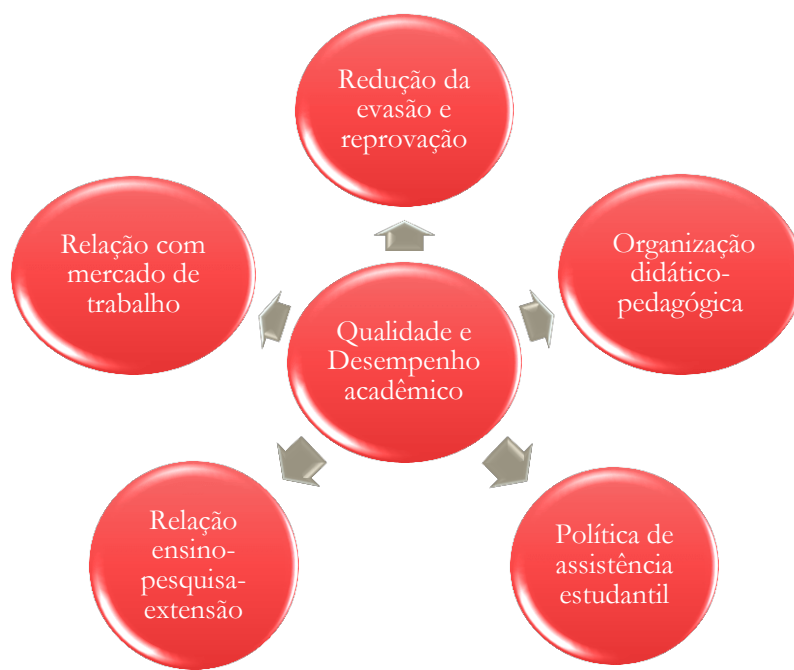 Redução da
evasão e
reprovação
Relação com
mercado de
trabalho
Organização
didático-
pedagógica
Qualidade e
Desempenho
acadêmico
Relação
ensino-
pesquisa-
extensão
Política de
assistência
estudantil